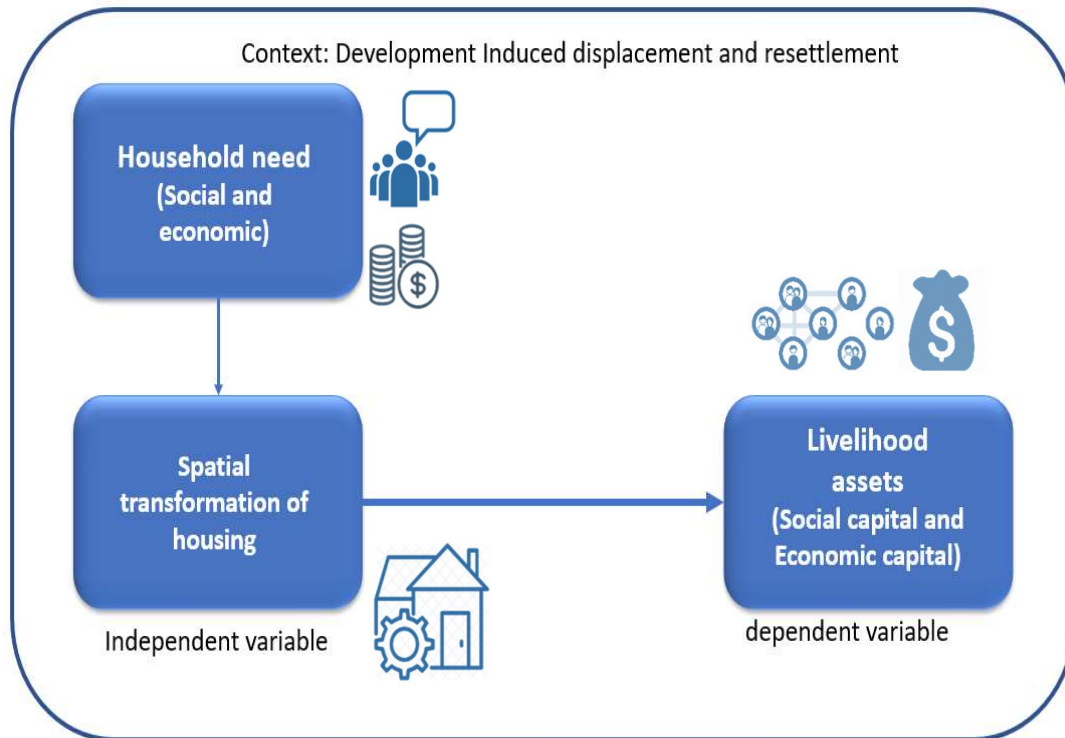 Context: Development Induced displacement and resettlement
Household need
(Social and
economic)
$
$
Spatial
transformation of
housing
Livelihood
assets
(Social capital and
Economic capital)
Independent variable
dependent variable